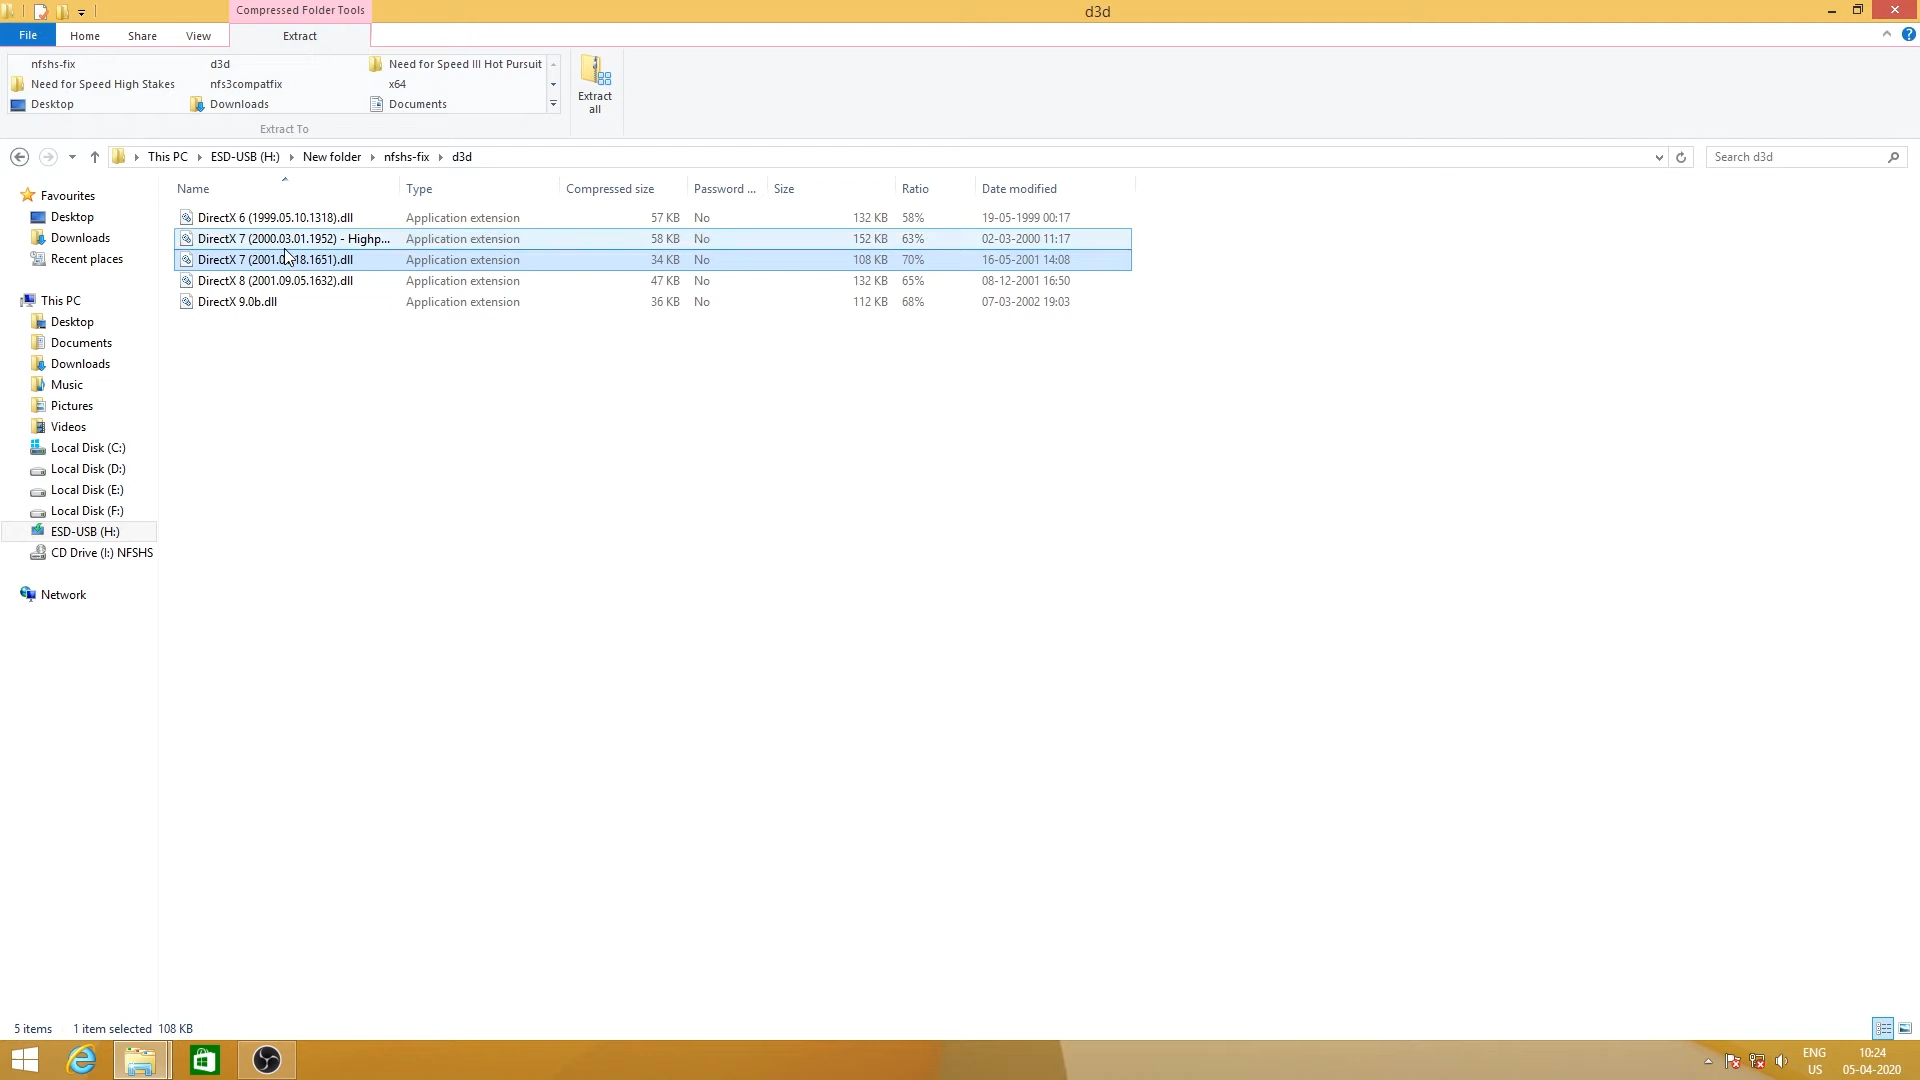 Compressed Folder Tools
d3d
File
Home
Share
View
Extract
nfshs-fix
d3d
Need for Speed III Hot Pursuit
Need for Speed High Stakes
nfs3compatfix
x64
Desktop
Downloads
Documents
Extract all
Extract To
This PC
ESD-USB (H:)
New folder
nfshs-fix
d3d
Search d3d
Name Type Compressed size Password ... Size Ratio Date modified
DirectX 6 (1999.05.10.1318).dll Application extension 57 KB No 132 KB 58% 19-05-1999 00:17
DirectX 7 (2000.03.01.1952) - Highp... Application extension 58 KB No 152 KB 63% 02-03-2000 11:17
DirectX 7 (2001. 18.1651).dll Application extension 34 KB No 108 KB 70% 16-05-2001 14:08
DirectX 8 (2001.09.05.1632).dll Application extension 47 KB No 132 KB 65% 08-12-2001 16:50
DirectX 9.0b.dll Application extension 36 KB No 112 KB 68% 07-03-2002 19:03
Favourites
Desktop
Downloads
Recent places
This PC
Desktop
Documents
Downloads
Music
Pictures
Videos
Local Disk (C:)
Local Disk (D:)
Local Disk (E:)
Local Disk (F:)
ESD-USB (H:)
CD Drive (I:) NFSHS
Network
5 items 1 item selected 108 KB
ENG
US
10:24
05-04-2020